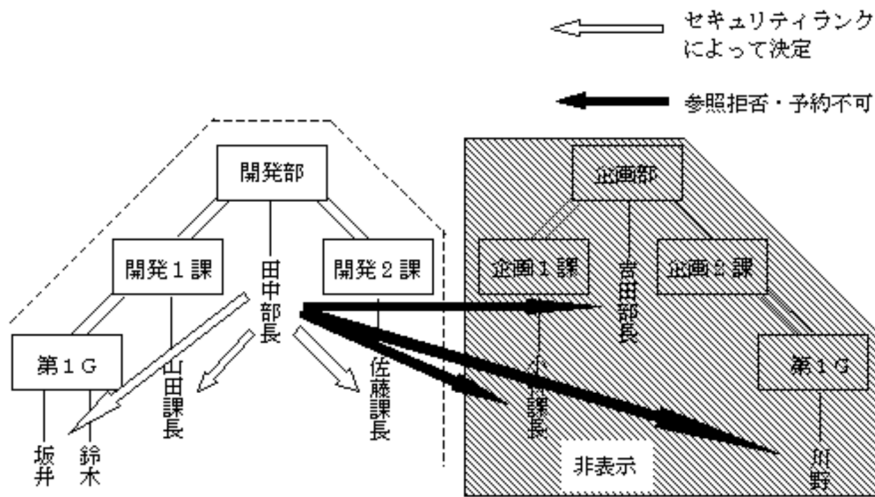 セキュリティランク
によって決定
参照拒否・予約不可
開発部
企画部
開発1課
田中部長
開発2課
企画1課
吉田部長
企画2課
第1G
山田課長
佐藤課長
課長
第1G
坂井
鈴木
非表示
川野